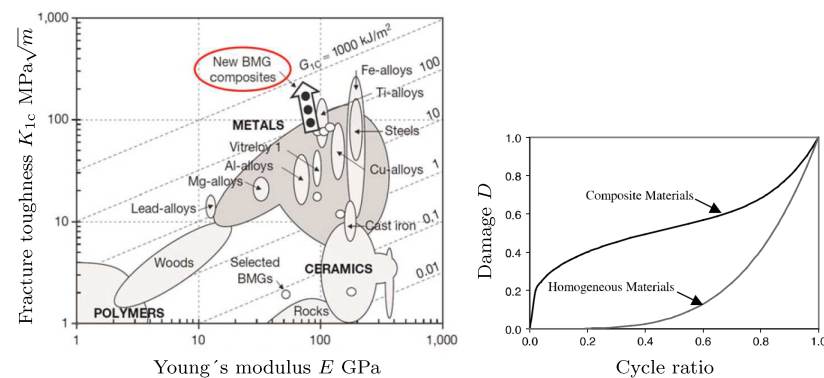 1,000
New BMG
composites
G1C = 1000 kJ/m²
Fe-alloys
100
Ti-alloys
100
10
METALS
Steels
Vitreloy 1
Al-alloys
Cu-alloys
1
Mg-alloys
Lead-alloys
Cast iron
0.1
10
Woods
Selected
BMGs
CERAMICS
0.01
POLYMERS
Rocks
1
1
10
100
1,000
Fracture toughness K1c MPa√m
Young´s modulus E GPa
1.0
0.8
0.6
0.4
0.2
0.0
Composite Materials
Homogeneous Materials
0.0
0.2
0.4
0.6
0.8
1.0
Damage D
Cycle ratio